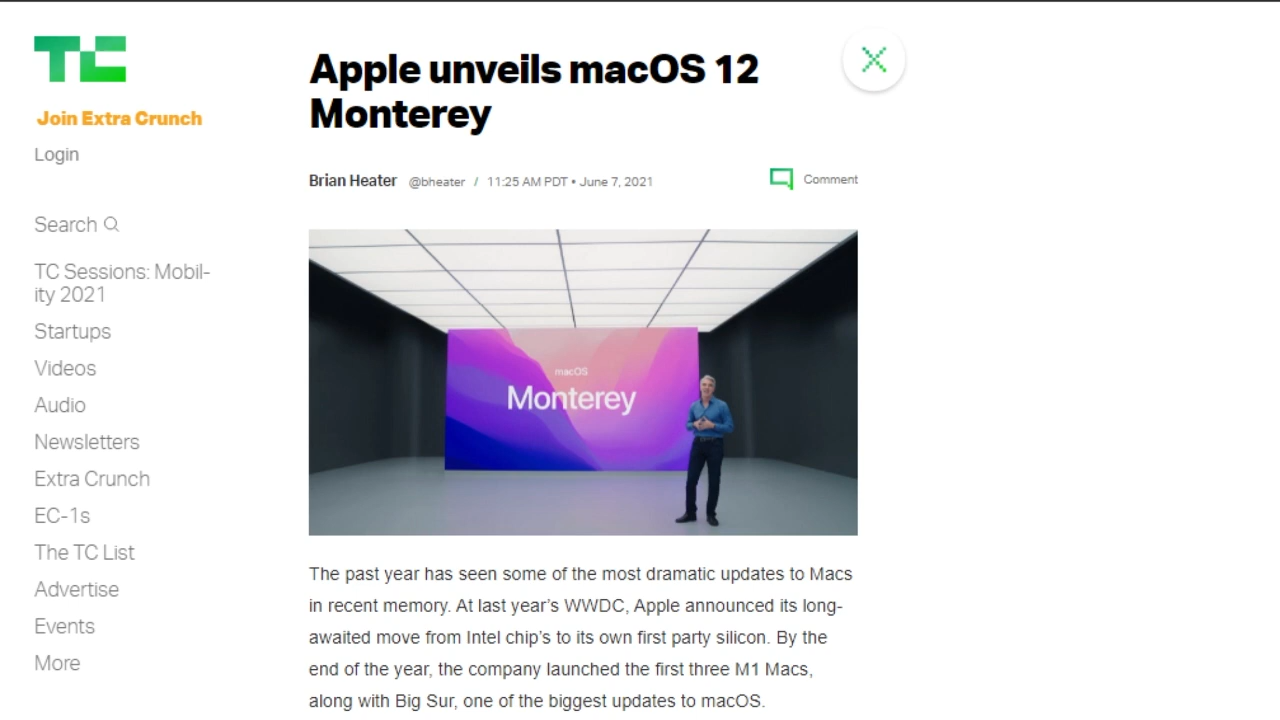 TC
Join Extra Crunch
Login
Search
TC Sessions: Mobil-
ity 2021
Startups
Videos
Audio
Newsletters
Extra Crunch
EC-1s
The TC List
Advertise
Events
More
Apple unveils macOS 12
Monterey
Brian Heater @bheater / 11:25 AM PDT • June 7, 2021
Comment
macOS
Monterey
The past year has seen some of the most dramatic updates to Macs
in recent memory. At last year’s WWDC, Apple announced its long-
awaited move from Intel chip’s to its own first party silicon. By the
end of the year, the company launched the first three M1 Macs,
along with Big Sur, one of the biggest updates to macOS.